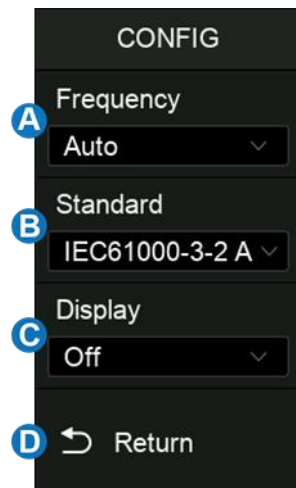 CONFIG
Frequency
A
Auto
Standard
B
IEC61000-3-2 A
Display
C
Off
D Return